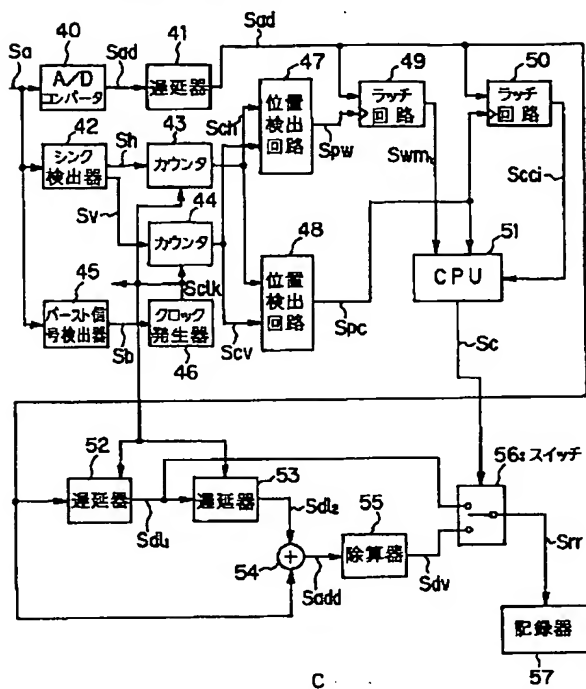 40
41
Sad
47
49
50
Sa
A/D
コンバータ
Sad
遅延器
位置
検出
回路
ラッチ
回路
ラッチ
回路
42
43
Sch
Spw
Swm
Scci
シンク
検出器
Sh
カウンタ
Sv
44
48
51
カウンタ
位置
検出
回路
CPU
45
Sclk
Spc
バースト信
号検出器
Sb
クロック
発生器
Scv
Sc
46
52
53
56:スイッチ
遅延器
遅延器
55
Sdl1
Sdl2
除算器
54
+
Sadd
Sdv
Srr
記録器
57
C